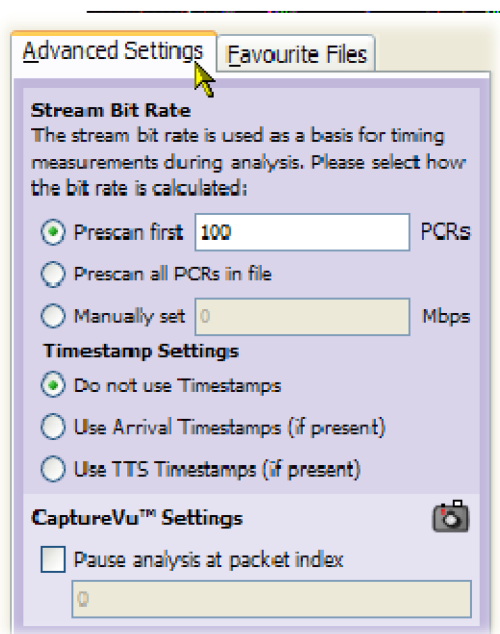 Advanced Settings Favourite Files
Stream Bit Rate
The stream bit rate is used as a basis for timing
measurements during analysis. Please select how
the bit rate is calculated:
Prescan first 100 PCRs
Prescan all PCRs in file
Manually set 0 Mbps
Timestamp Settings
Do not use Timestamps
Use Arrival Timestamps (if present)
Use TTS Timestamps (if present)
CaptureVu™ Settings
Pause analysis at packet index
0